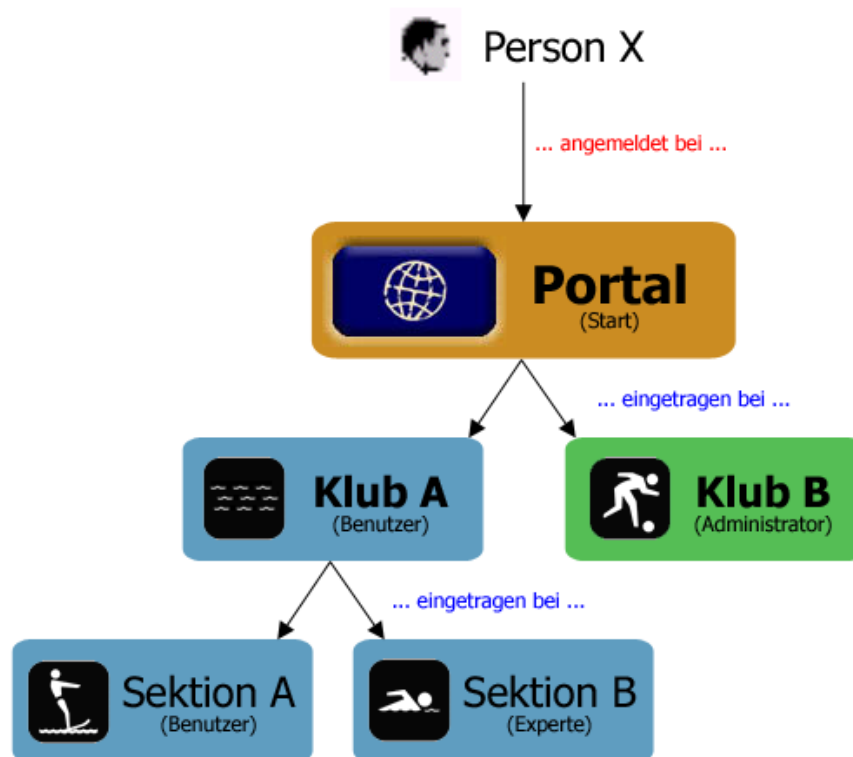 Person X
... angemeldet bei ...
Portal
(Start)
... eingetragen bei ...
Klub A
(Benutzer)
Klub B
(Administrator)
... eingetragen bei ...
Sektion A
(Benutzer)
Sektion B
(Experte)